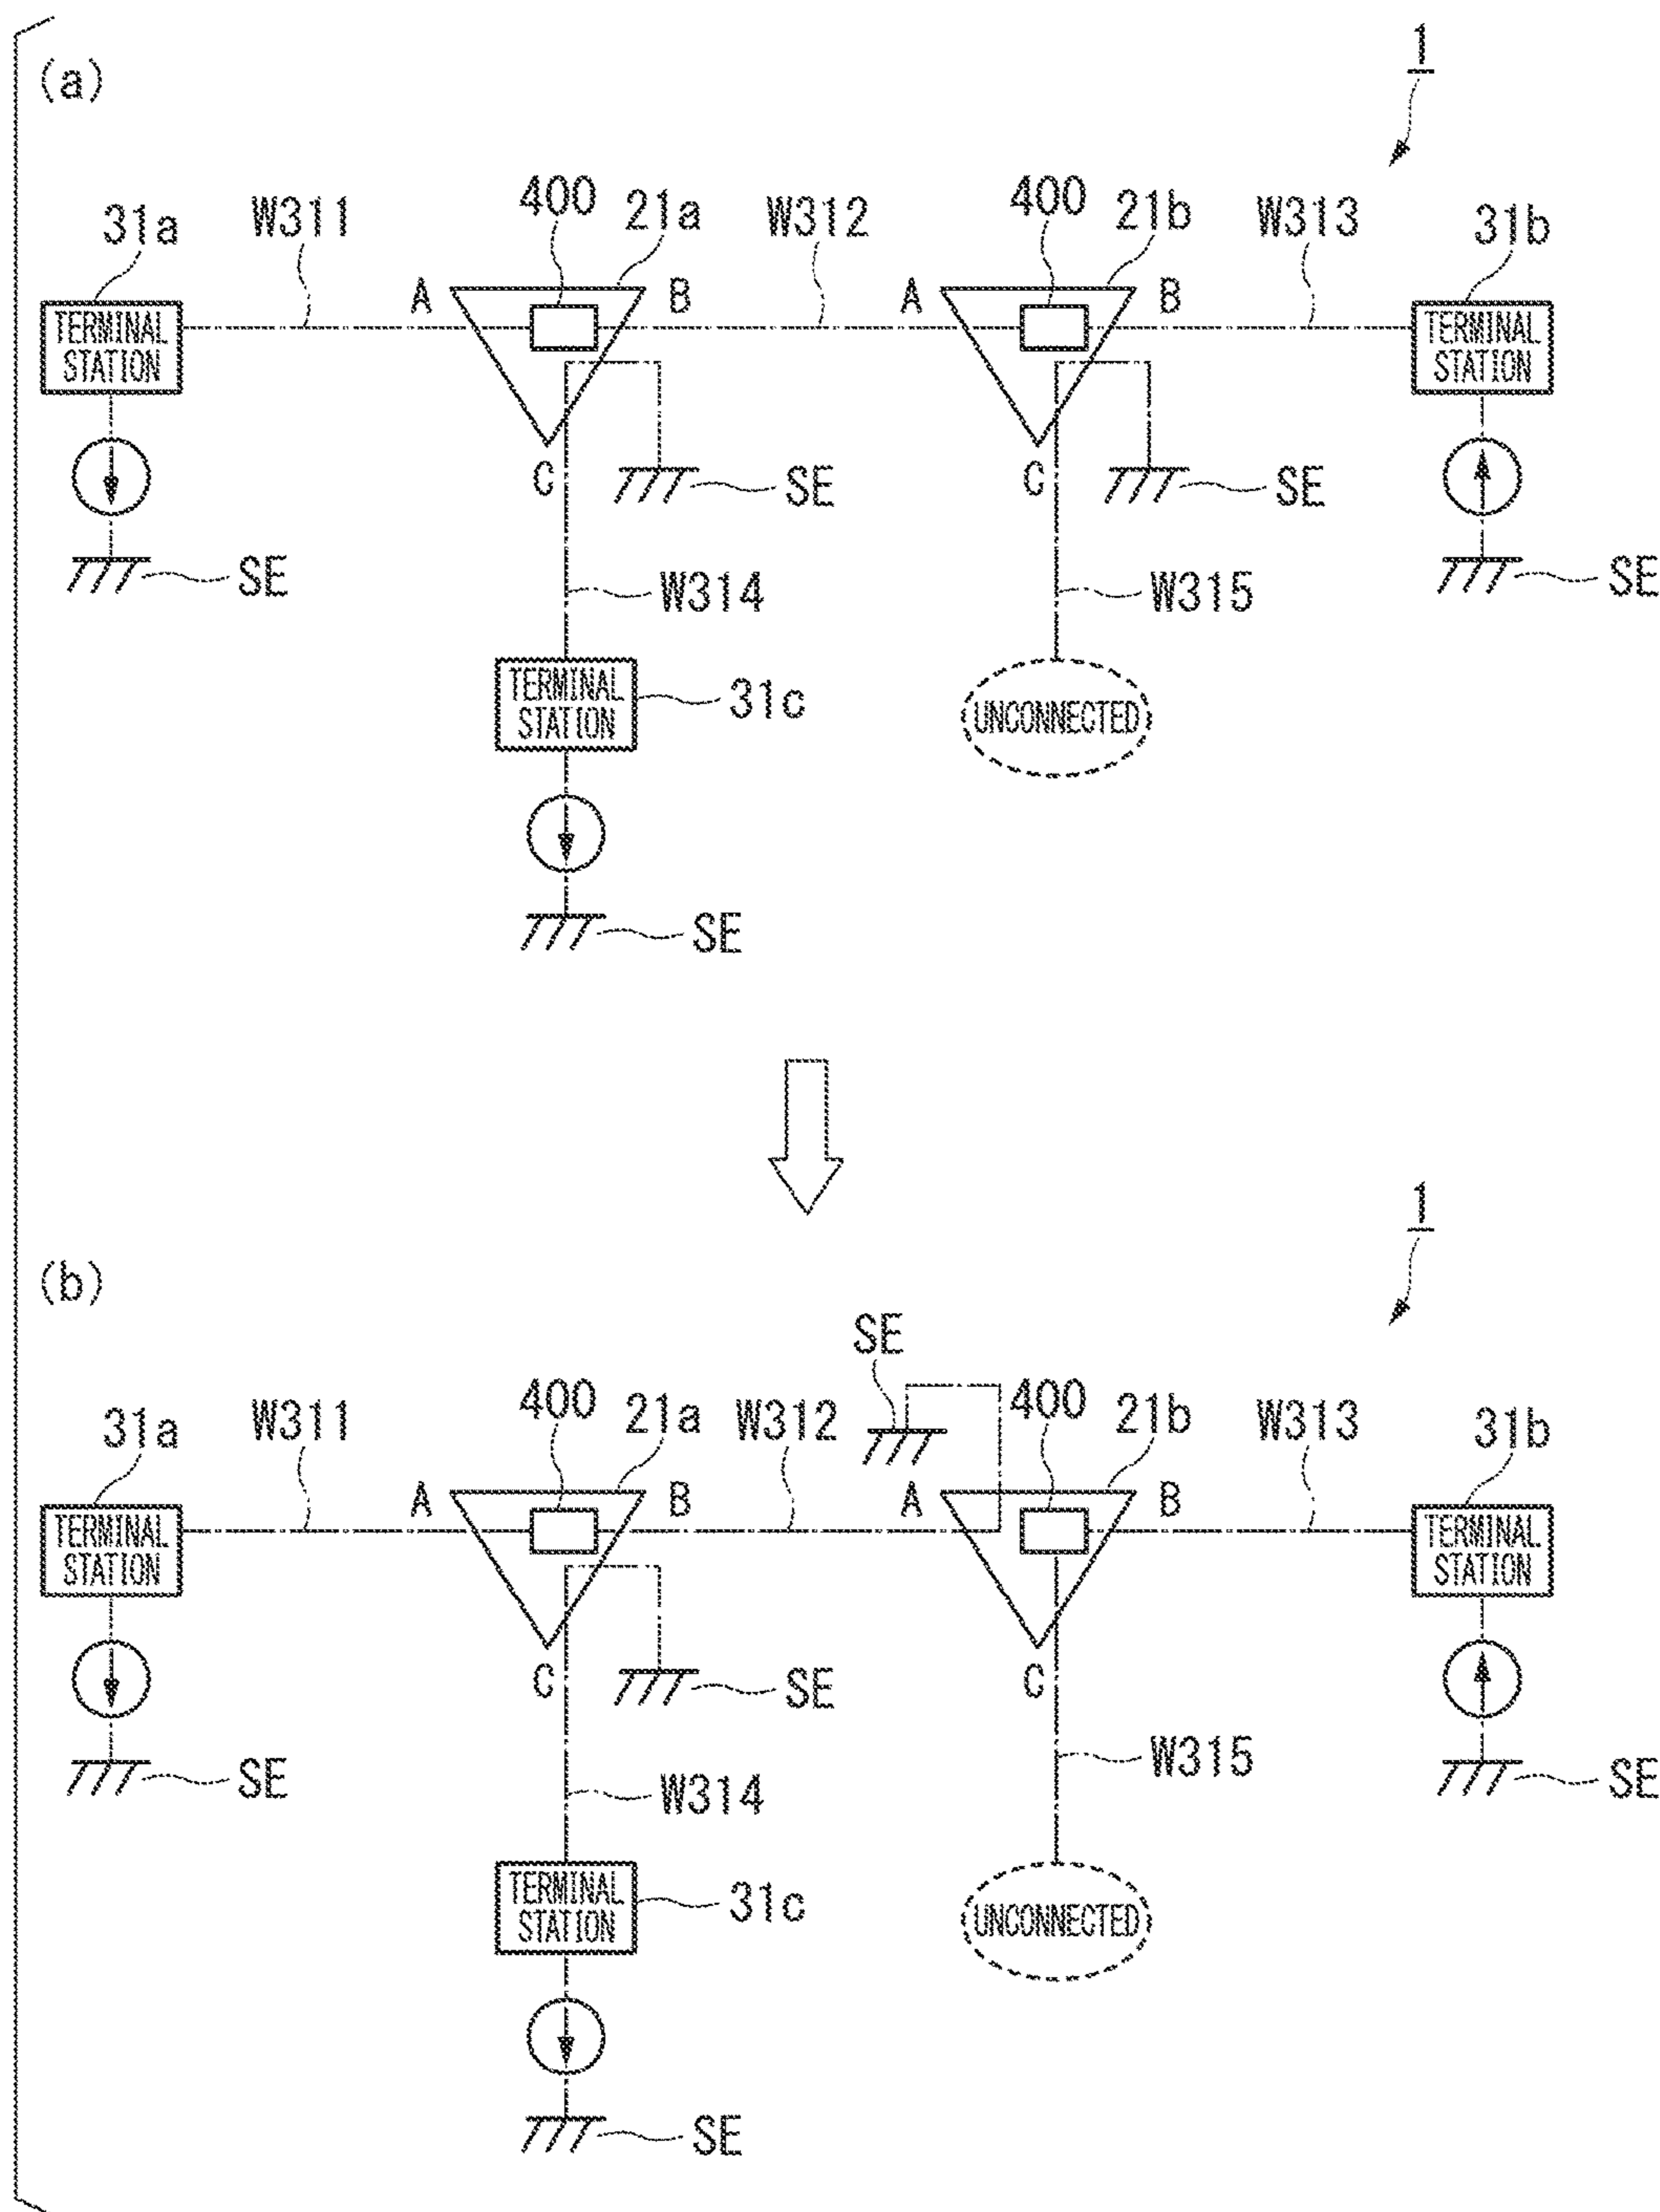 (a)
1
31a
W311
400
21a
W312
400
21b
W313
31b
A
B
A
B
TERMINAL
STATION
TERMINAL
STATION
C
SE
C
SE
SE
W314
W315
SE
TERMINAL
STATION
31c
UNCONNECTED
SE
(b)
1
SE
31a
W311
400
21a
W312
400
21b
W313
31b
A
B
A
B
TERMINAL
STATION
TERMINAL
STATION
C
SE
C
SE
W314
W315
SE
TERMINAL
STATION
31c
UNCONNECTED
SE